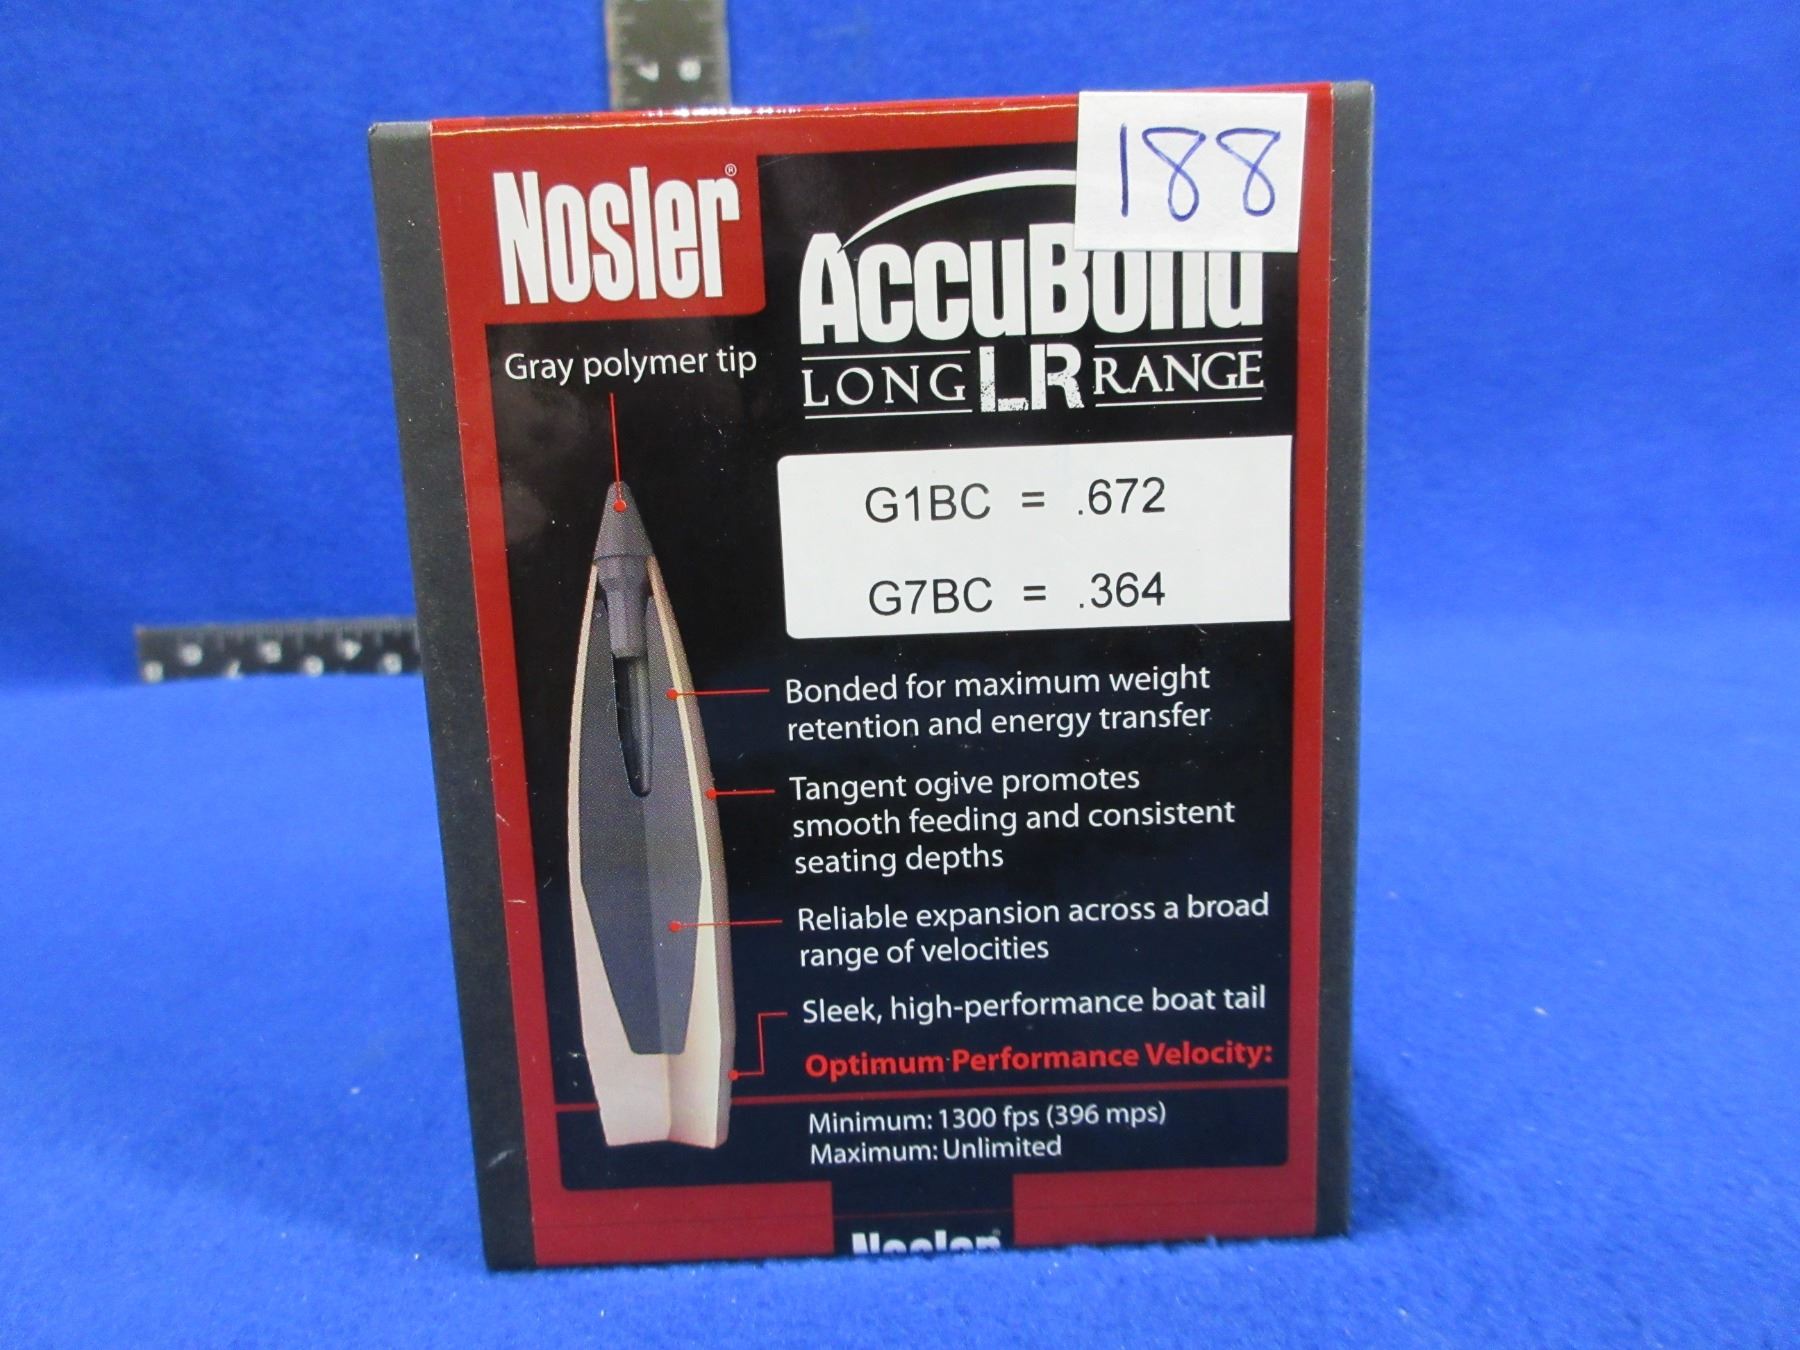 188
Nosler®
AccuBond
LONG LR RANGE
Gray polymer tip
G1BC = .672
G7BC = .364
Bonded for maximum weight
retention and energy transfer
Tangent ogive promotes
smooth feeding and consistent
seating depths
Reliable expansion across a broad
range of velocities
Sleek, high-performance boat tail
Optimum Performance Velocity:
Minimum: 1300 fps (396 mps)
Maximum: Unlimited
Nosler